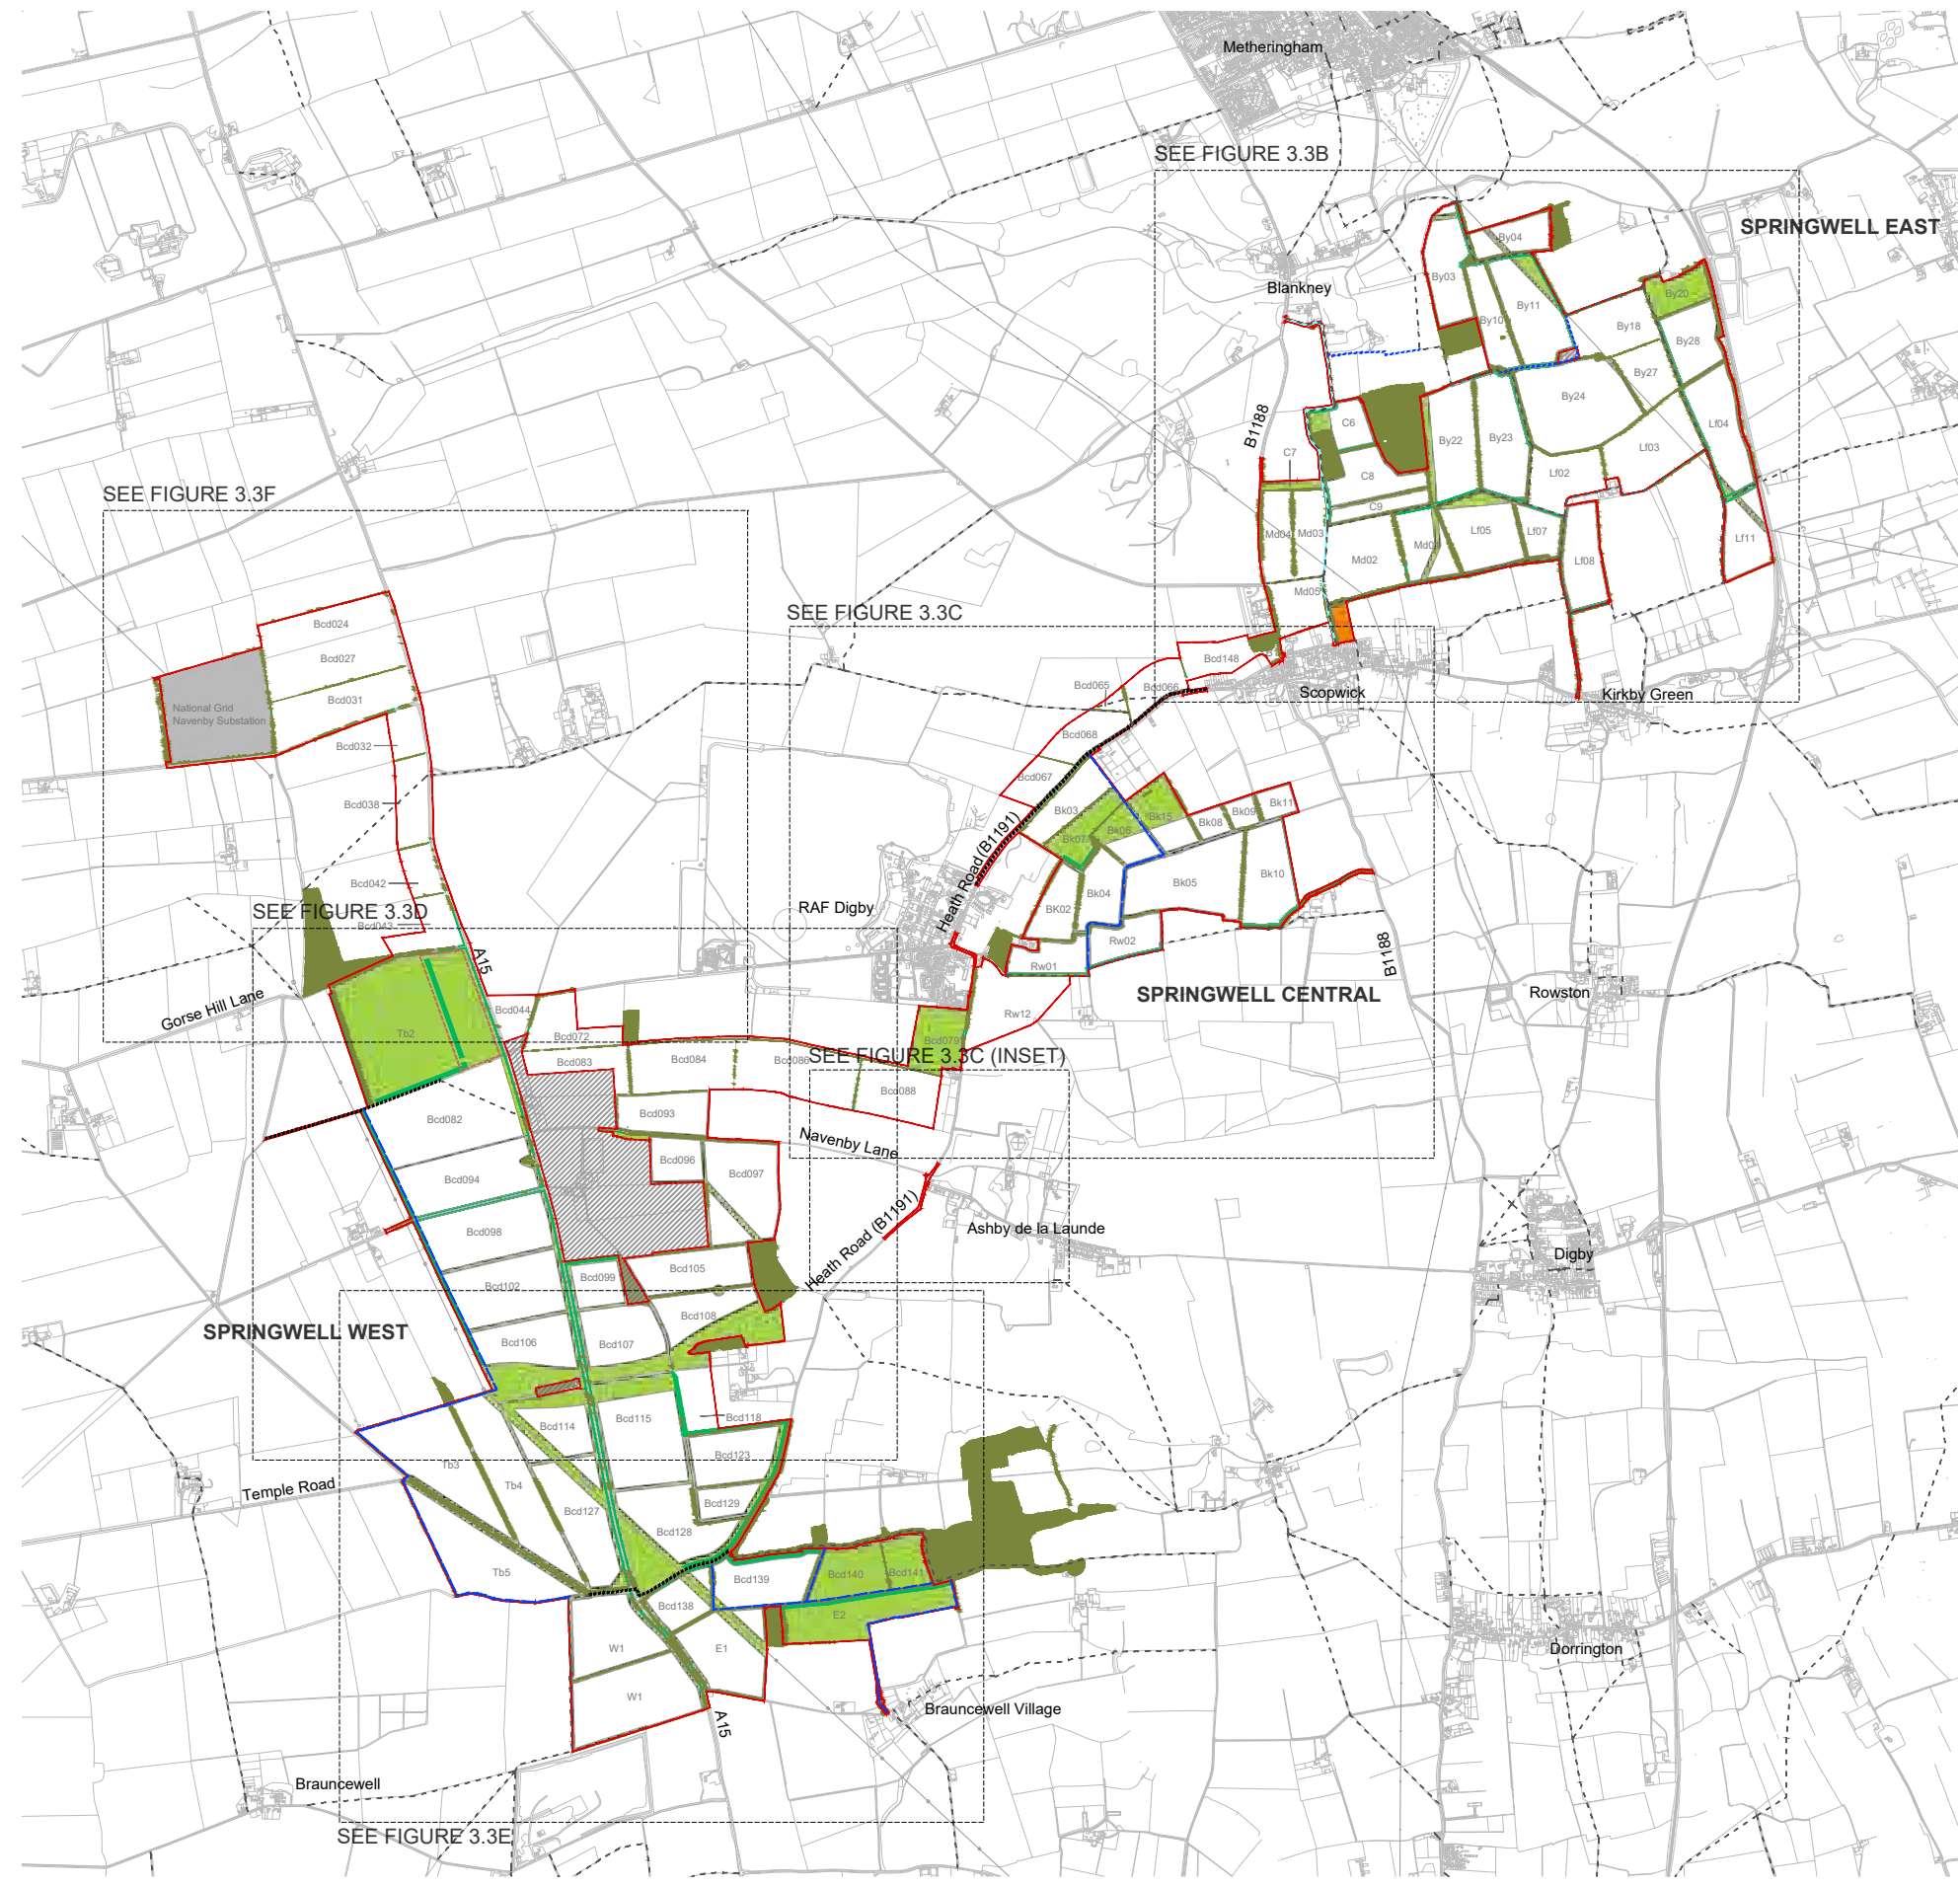 Metheringham
SEE FIGURE 3.3B
SPRINGWELL EAST
By04
By03
Blankney
By20
By11
By10
By18
By28
By27
By24
B1188
C6
Lf04
By22
By23
Lf03
C7
Lf02
C8
SEE FIGURE 3.3F
C9
Md04
Md03
Lf05
Lf07
Lf11
Md02
Lf08
Md05
SEE FIGURE 3.3C
Bcd024
Bcd027
Bcd148
Bcd065
Bcd066
Scopwick
Kirkby Green
Bcd031
National Grid
Navenby Substation
Bcd068
Bcd032
Bcd067
Bcd038
Bk03
Bk11
Bk09
Bk08
Bk15
Bk06
Bk07
Heath Road (B1191)
Bk10
Bcd042
Bk05
Bk04
BK02
RAF Digby
SEE FIGURE 3.3D
Bcd043
Rw02
A15
B1188
Rw01
Gorse Hill Lane
SPRINGWELL CENTRAL
Rowston
Bcd044
Rw12
Tb2
Bcd072
Bcd079
SEE FIGURE 3.3C (INSET)
Bcd083
Bcd084
Bcd086
Bcd088
Bcd093
Bcd082
Navenby Lane
Bcd096
Bcd097
Bcd094
Heath Road (B1191)
Ashby de la Launde
Bcd098
Digby
Bcd105
Bcd099
Bcd102
Bcd108
SPRINGWELL WEST
Bcd106
Bcd107
Bcd118
Bcd114
Bcd115
Bcd123
Tb3
Temple Road
Tb4
Bcd129
Bcd127
Bcd128
Tb5
Bcd139
Bcd140
Bcd141
Bcd138
E2
W1
E1
Dorrington
W1
A15
Brauncewell Village
Brauncewell
SEE FIGURE 3.3E